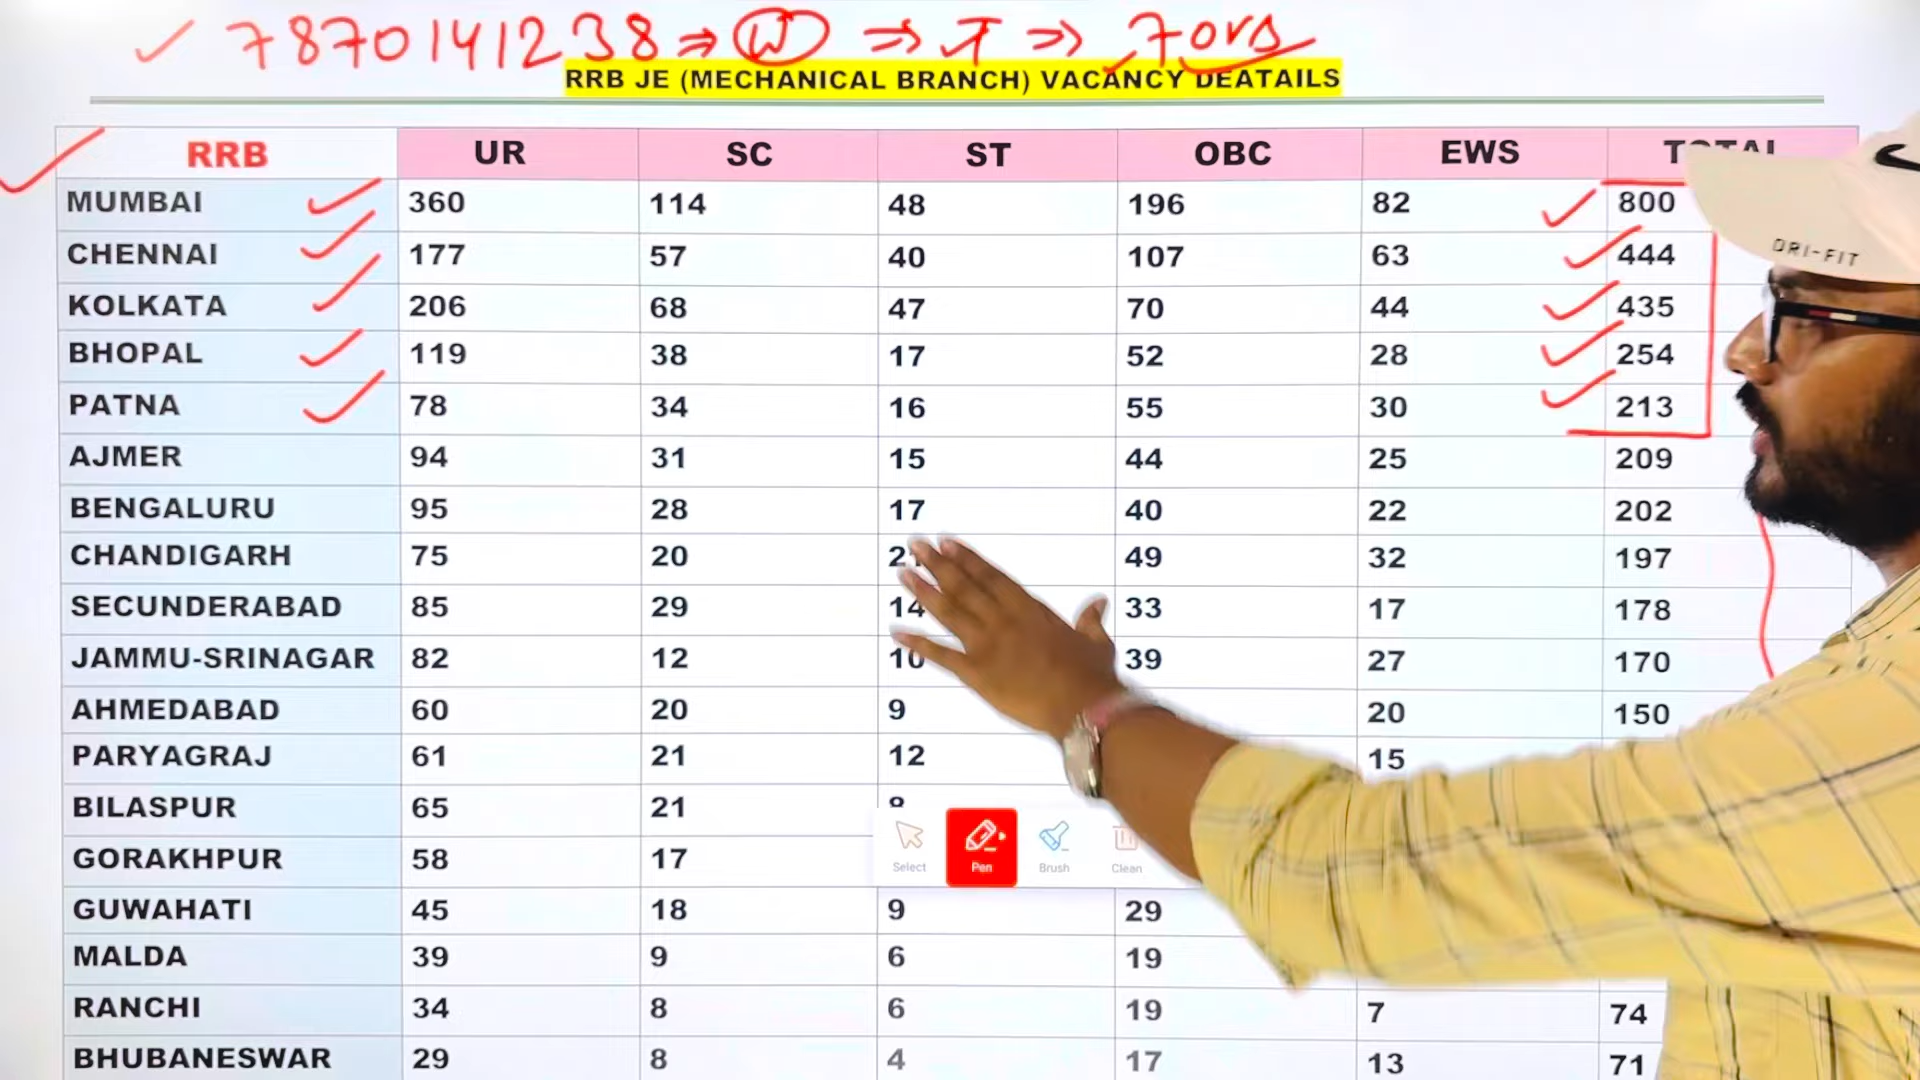 7870141238 ⇒ W ⇒ T ⇒
RRB JE (MECHANICAL BRANCH) VACANCY DEATAILS
RRB UR SC ST OBC EWS
MUMBAI 360 114 48 196 82 800
CHENNAI 177 57 40 107 63 444
DRI-FIT
KOLKATA 206 68 47 70 44 435
BHOPAL 119 38 17 52 28 254
PATNA 78 34 16 55 30 213
AJMER 94 31 15 44 25 209
BENGALURU 95 28 17 40 22 202
CHANDIGARH 75 20 49 32 197
SECUNDERABAD 85 29 14 33 17 178
JAMMU-SRINAGAR 82 12 10 39 27 170
AHMEDABAD 60 20 9 20 150
PARYAGRAJ 61 21 12 15
BILASPUR 65 21
GORAKHPUR 58 17
Select Pen Brush Clean
GUWAHATI 45 18 9 29
MALDA 39 9 6 19
RANCHI 34 8 6 19 7 74
BHUBANESWAR 29 8 4 17 13 71